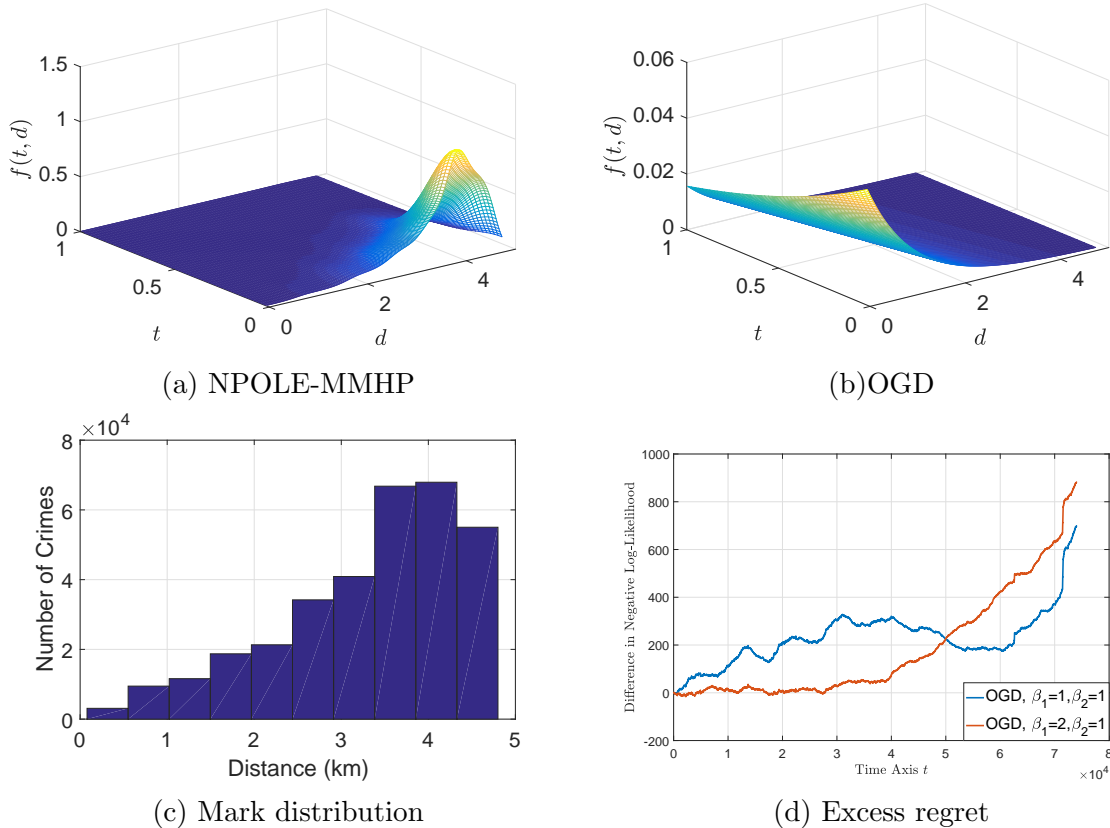 1.5
1
0.5
0
f(t, d)
1
0.5
0
t
0
2
4
d
(a) NPOLE-MMHP
0.06
0.04
0.02
0
f(t, d)
1
0.5
0
t
0
2
4
d
(b)OGD
×10⁴
8
6
4
2
0
Number of Crimes
0 1 2 3 4 5
Distance (km)
(c) Mark distribution
1000
800
600
400
200
0
-200
Difference in Negative Log-Likelihood
OGD, β₁=1,β₂=1
OGD, β₁=2,β₂=1
0 1 2 3 4 5 6 7 8
Time Axis t
×10⁴
(d) Excess regret